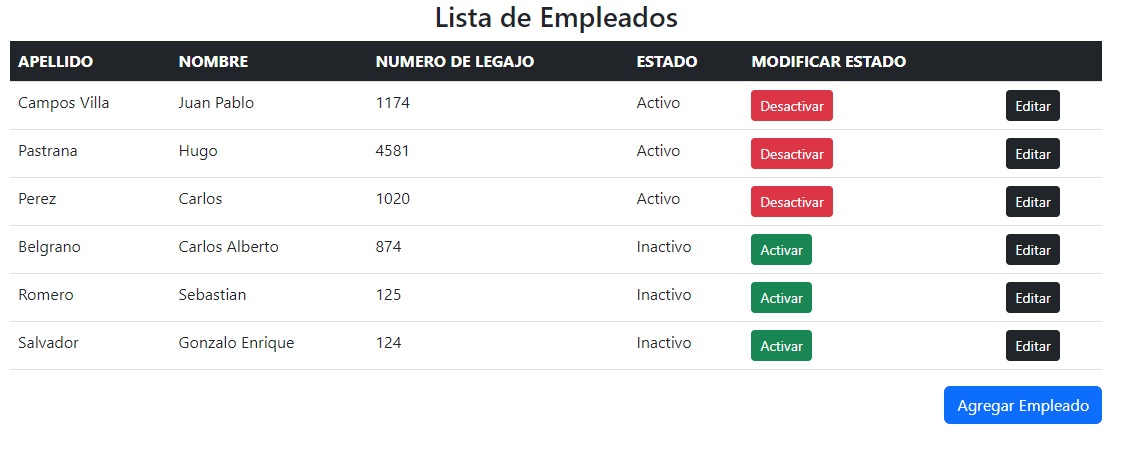 Lista de Empleados
APELLIDO NOMBRE NUMERO DE LEGAJO ESTADO MODIFICAR ESTADO
Campos Villa Juan Pablo 1174 Activo Desactivar Editar
Pastrana Hugo 4581 Activo Desactivar Editar
Perez Carlos 1020 Activo Desactivar Editar
Belgrano Carlos Alberto 874 Inactivo Activar Editar
Romero Sebastian 125 Inactivo Activar Editar
Salvador Gonzalo Enrique 124 Inactivo Activar Editar
Agregar Empleado